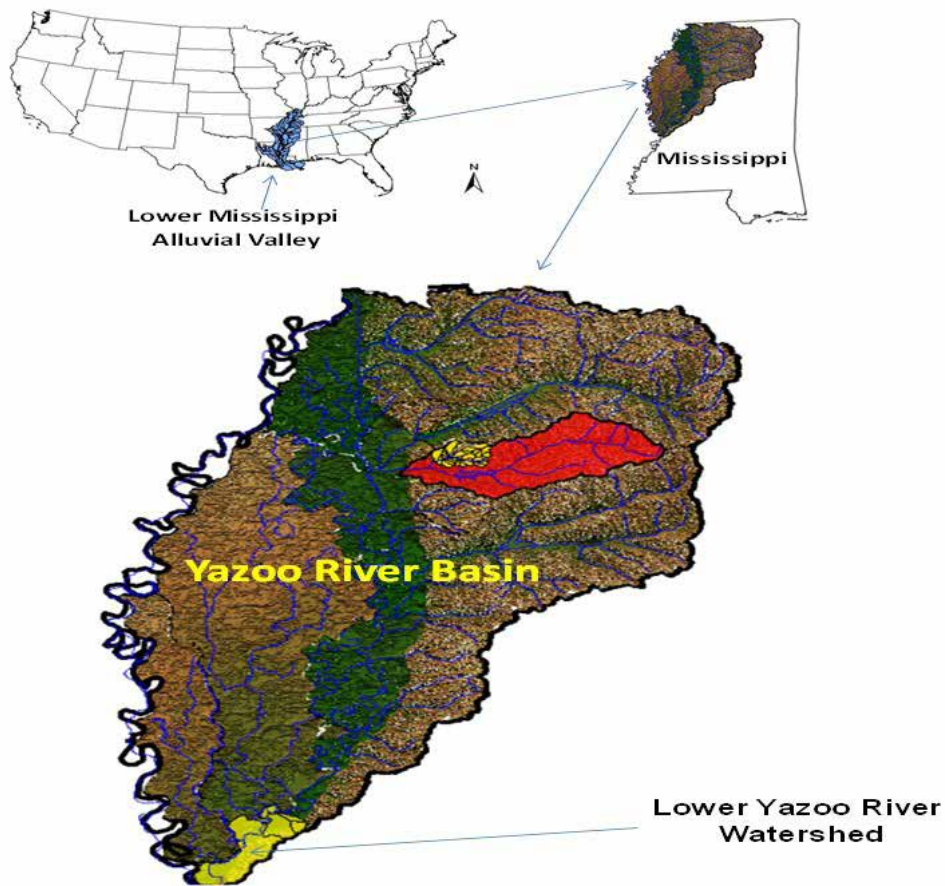 N
Mississippi
Lower Mississippi
Alluvial Valley
Yazoo River Basin
Lower Yazoo River
Watershed